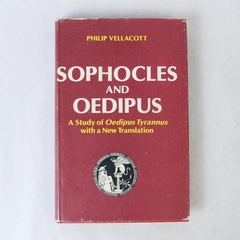 PHILIP VELLACOTT
SOPHOCLES
AND
OEDIPUS
A Study of Oedipus Tyrannus
with a New Translation